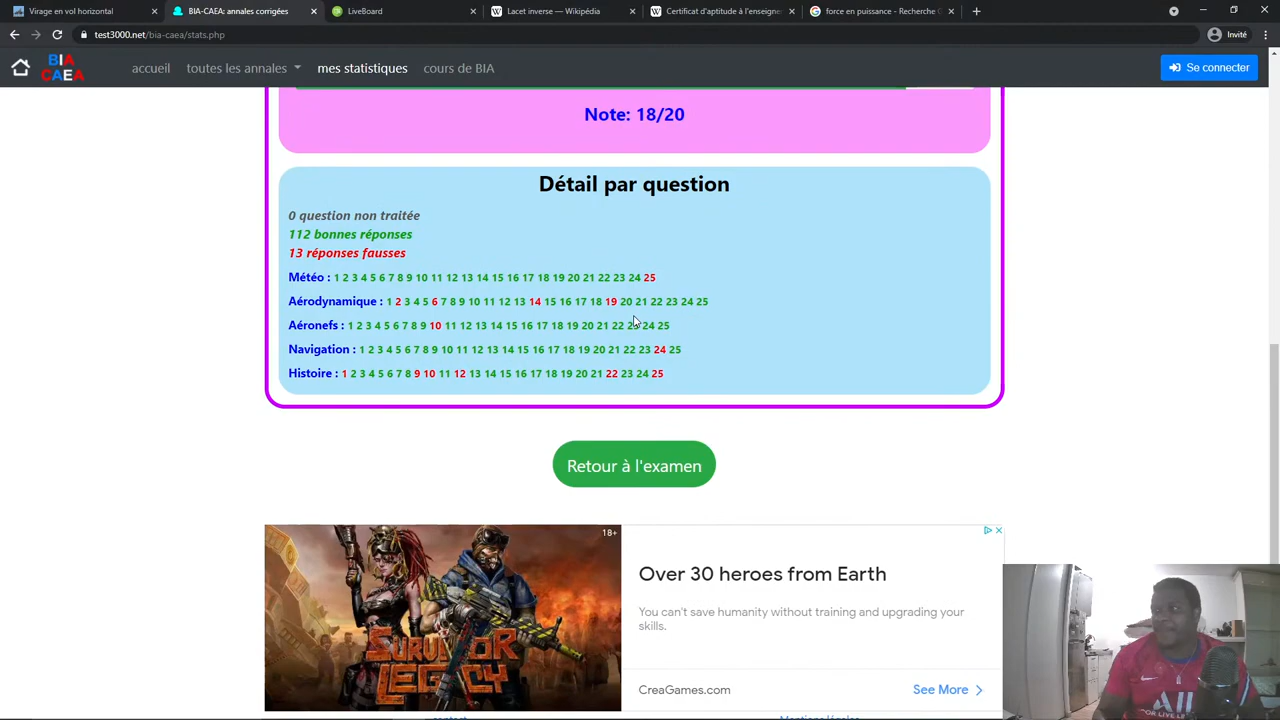 Virage en vol horizontal
BIA-CAEA: annales corrigées
LiveBoard
Lacet inverse — Wikipédia
Certificat d'aptitude à l'enseigne
force en puissance - Recherche
test3000.net/bia-caea/stats.php
Invité
BIA
CAEA
accueil
toutes les annales
mes statistiques
cours de BIA
Se connecter
Note: 18/20
Détail par question
0 question non traitée
112 bonnes réponses
13 réponses fausses
Météo : 1 2 3 4 5 6 7 8 9 10 11 12 13 14 15 16 17 18 19 20 21 22 23 24 25
Aérodynamique : 1 2 3 4 5 6 7 8 9 10 11 12 13 14 15 16 17 18 19 20 21 22 23 24 25
Aéronefs : 1 2 3 4 5 6 7 8 9 10 11 12 13 14 15 16 17 18 19 20 21 22 23 24 25
Navigation : 1 2 3 4 5 6 7 8 9 10 11 12 13 14 15 16 17 18 19 20 21 22 23 24 25
Histoire : 1 2 3 4 5 6 7 8 9 10 11 12 13 14 15 16 17 18 19 20 21 22 23 24 25
Retour à l'examen
18+
SURVIVOR
LEGACY
Over 30 heroes from Earth
You can't save humanity without training and upgrading your
skills.
CreaGames.com
See More
contact
Mentions légales